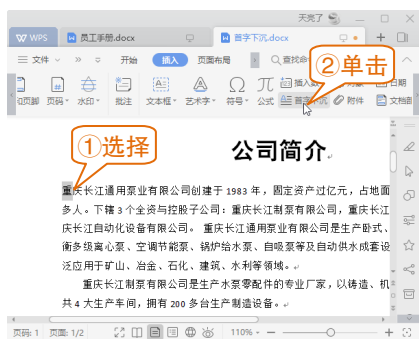 天亮了
WPS 员工手册.docx 首字下沉.docx
三 文件 开始 插入 页面布局 查找命
②单击
页眉页脚 页码 水印 批注 文本框 艺术字 符号 公式 插入 首字下沉 附件 日期 文档部
①选择
公司简介
重庆长江通用泵业有限公司创建于 1983 年，固定资产过亿元，占地面
多人。下辖 3 个全资与控股子公司：重庆长江制泵有限公司，重庆长江
庆长江自动化设备有限公司。 重庆长江通用泵业有限公司是生产卧式、
衡多级离心泵、空调节能泵、锅炉给水泵、自吸泵等及自动供水成套设
泛应用于矿山、冶金、石化、建筑、水利等领域。
重庆长江制泵有限公司是生产水泵零配件的专业厂家，以铸造、机
共 4 大生产车间，拥有 200 多台生产制造设备。
页码: 1 页面: 1/2 110%